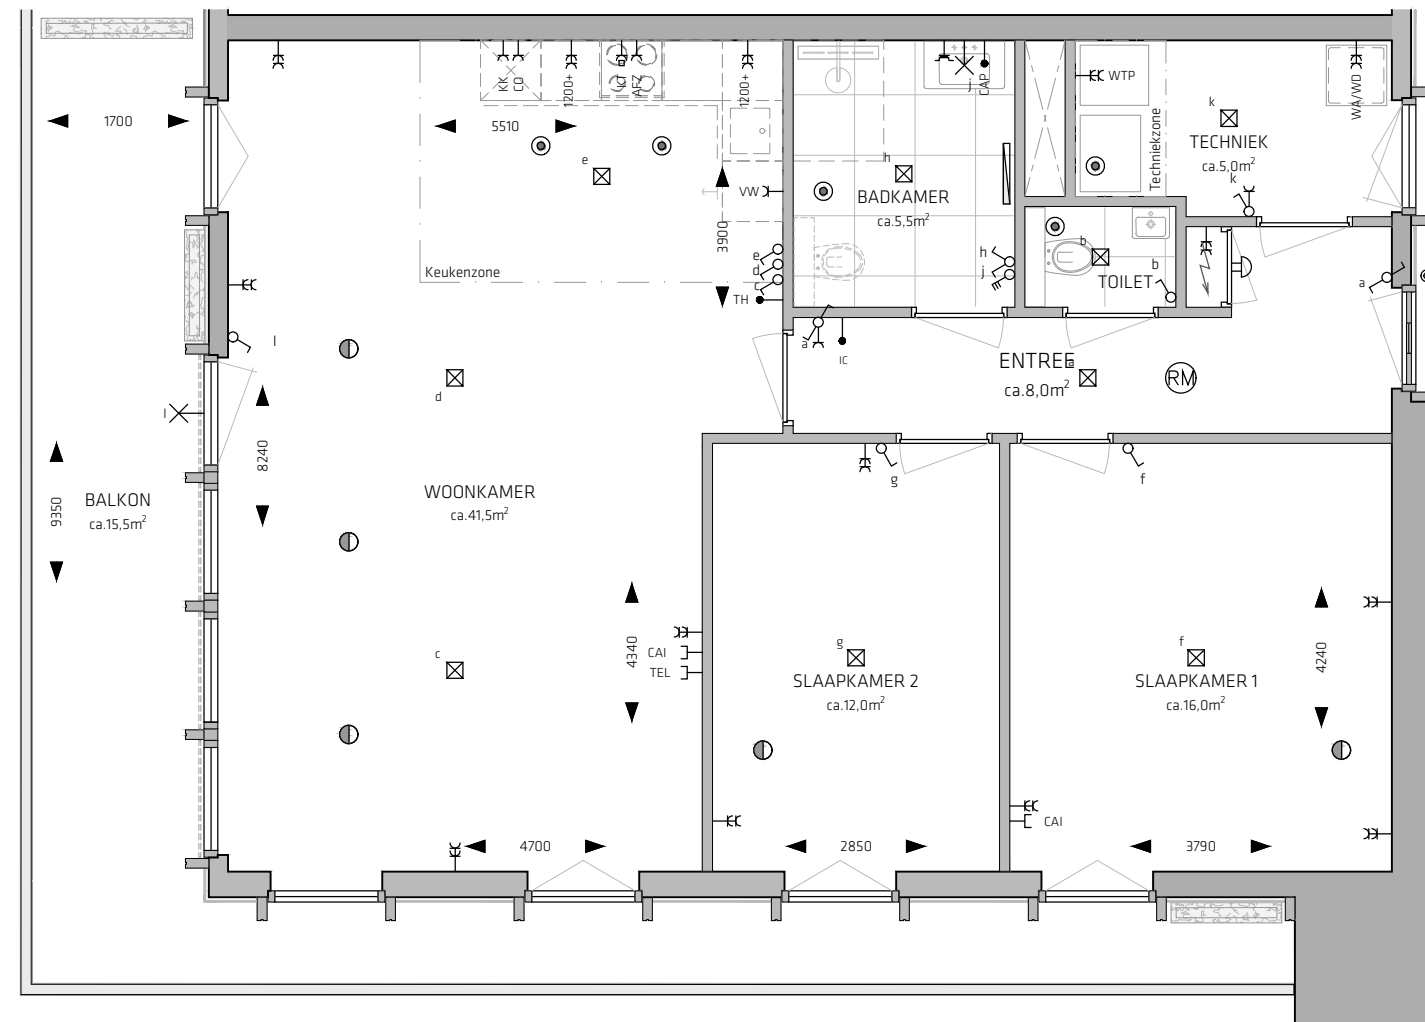 KK
CO
1200+
KT
AFZ
1200+
j
CAP
WTP
WA/WD
k
1700
5510
e
h
TECHNIEK
ca.5,0m²
Techniekzone
k
VW
BADKAMER
ca.5,5m²
3900
b
h
e
d
c
j
b
TOILET
a
Keukenzone
TH
l
a
IC
ENTREE
a
ca.8,0m²
RM
d
l
8240
g
f
9350
BALKON
ca.15,5m²
WOONKAMER
ca.41,5m²
c
CAI
TEL
4340
g
SLAAPKAMER 2
ca.12,0m²
f
SLAAPKAMER 1
ca.16,0m²
4240
CAI
4700
2850
3790